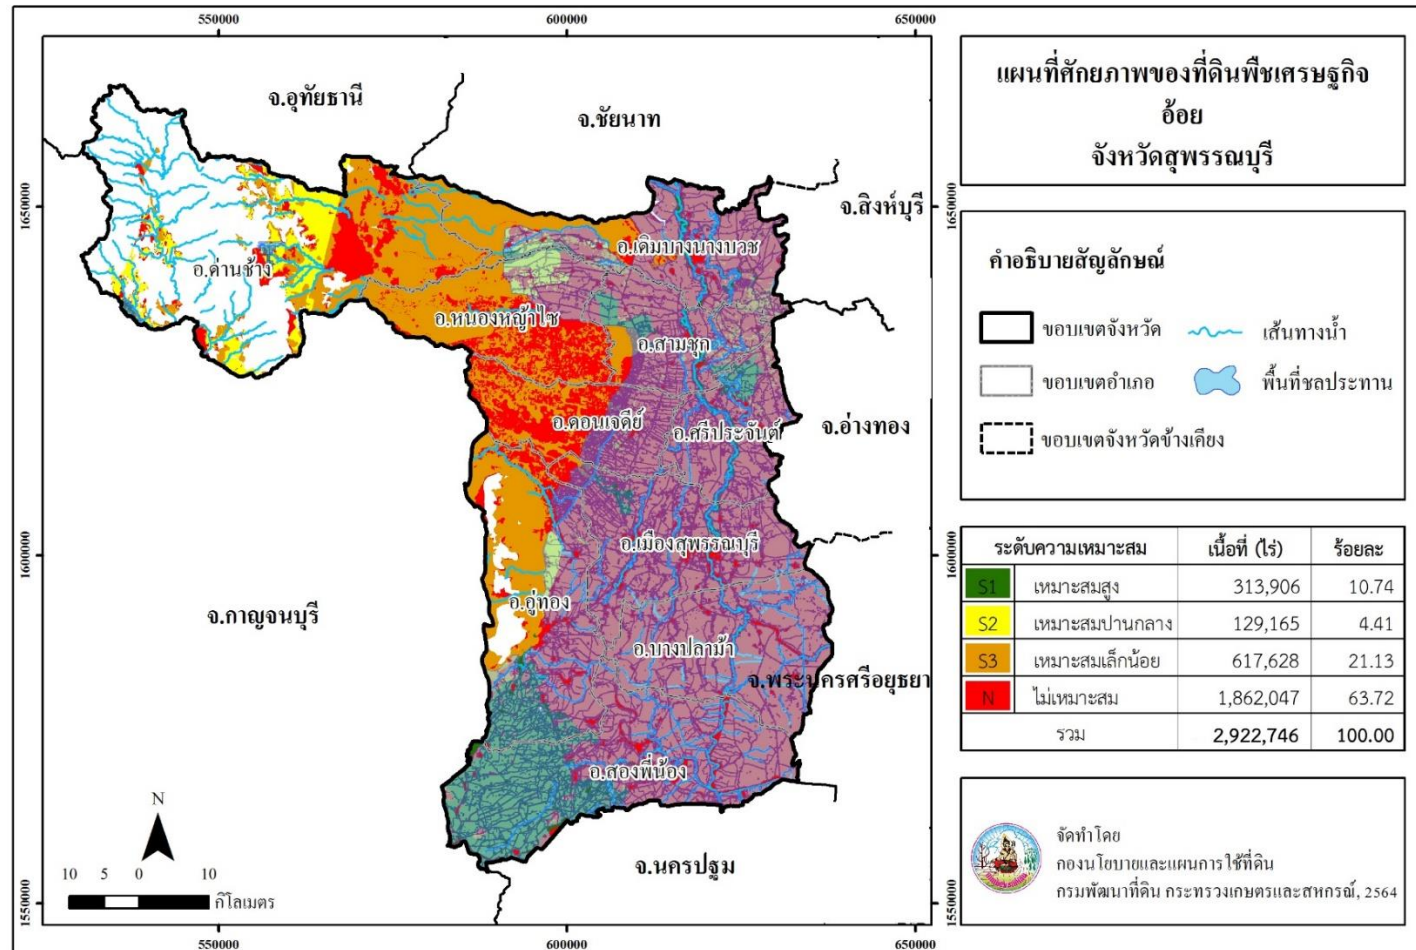 550000 600000 650000
แผนที่ศักยภาพของที่ดินพืชเศรษฐกิจ
อ้อย
จังหวัดสุพรรณบุรี
จ.อุทัยธานี
จ.ชัยนาท
จ.สิงห์บุรี
1650000 1650000
อ.เดิมบางนางบวช
อ.ด่านช้าง
อ.หนองหญ้าไซ
อ.สามชุก
อ.ดอนเจดีย์
อ.ศรีประจันต์
จ.อ่างทอง
อ.เมืองสุพรรณบุรี
1600000 1600000
อ.อู่ทอง
จ.กาญจนบุรี
อ.บางปลาม้า
จ.พระนครศรีอยุธยา
อ.สองพี่น้อง
จ.นครปฐม
N
10 5 0 10
กิโลเมตร
1550000 1550000
550000 600000 650000
คำอธิบายสัญลักษณ์
ขอบเขตจังหวัด เส้นทางน้ำ
ขอบเขตอำเภอ พื้นที่ชลประทาน
ขอบเขตจังหวัดข้างเคียง
ระดับความเหมาะสม เนื้อที่ (ไร่) ร้อยละ
S1 เหมาะสมสูง 313,906 10.74
S2 เหมาะสมปานกลาง 129,165 4.41
S3 เหมาะสมเล็กน้อย 617,628 21.13
N ไม่เหมาะสม 1,862,047 63.72
รวม 2,922,746 100.00
จัดทำโดย
กองนโยบายและแผนการใช้ที่ดิน
กรมพัฒนาที่ดิน กระทรวงเกษตรและสหกรณ์, 2564